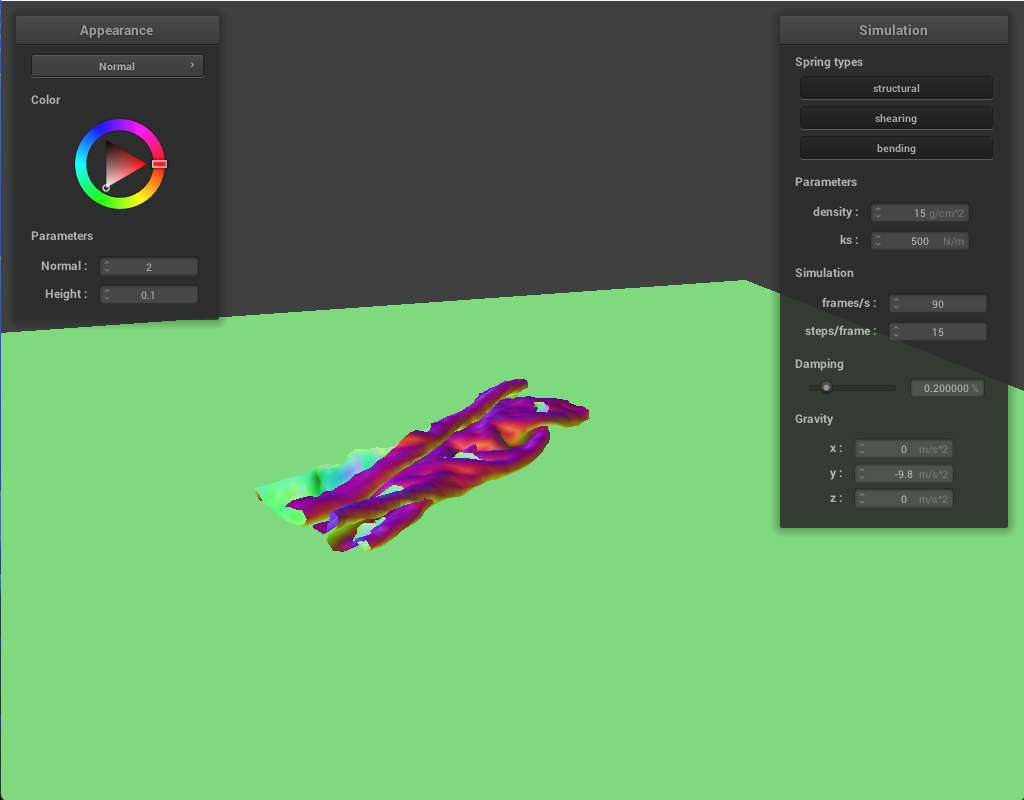 Appearance
Normal ›
Color
Parameters
Normal : 2
Height : 0.1
Simulation
Spring types
structural
shearing
bending
Parameters
density : 15 g/cm^2
ks : 500 N/m
Simulation
frames/s : 90
steps/frame : 15
Damping
0.200000 %
Gravity
x : 0 m/s^2
y : -9.8 m/s^2
z : 0 m/s^2